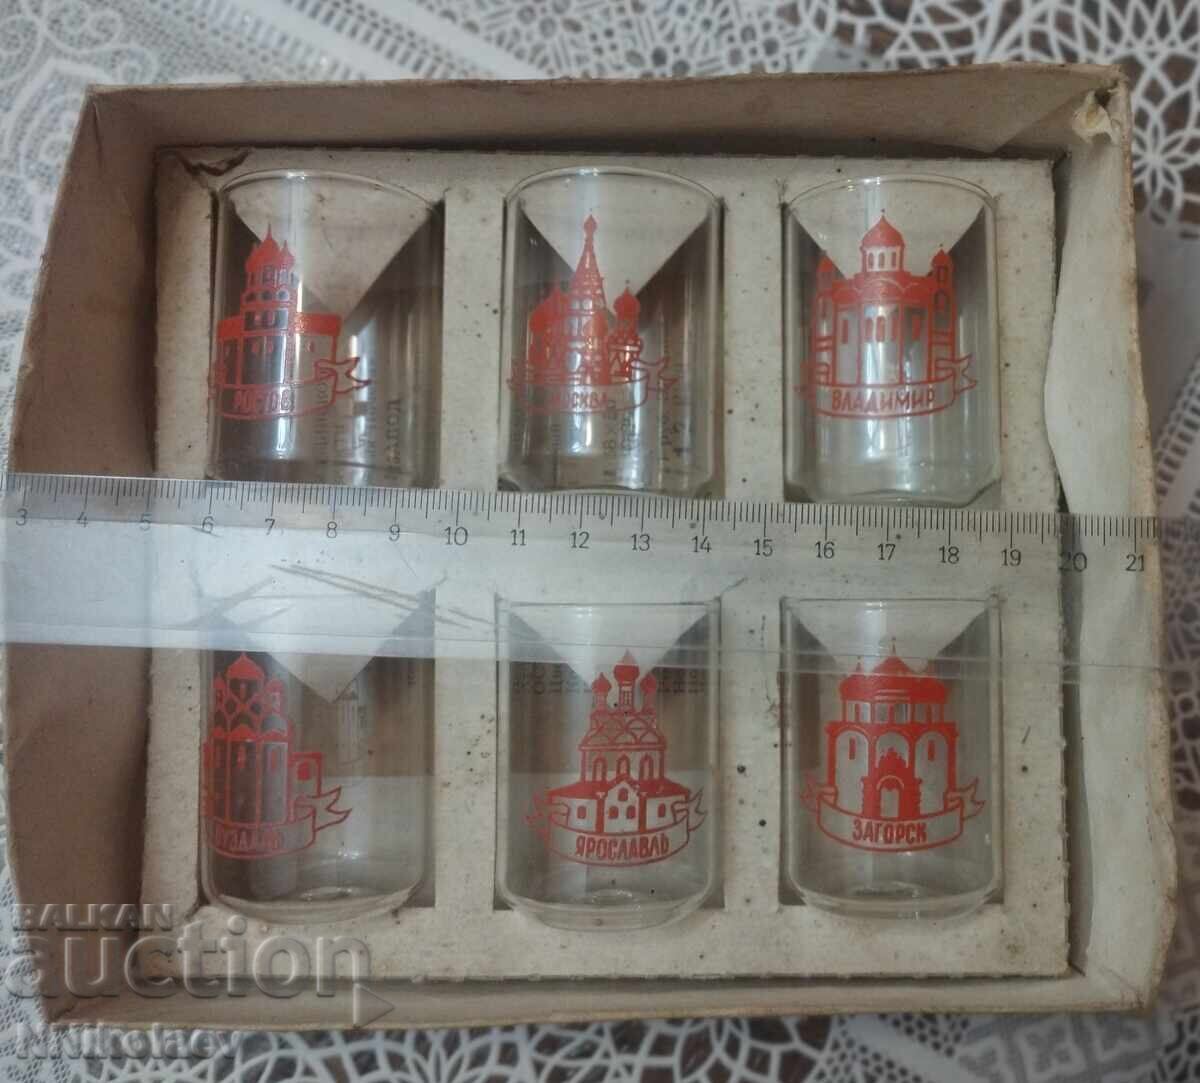 РОСТОВ
МОСКВА
ВЛАДИМИР
3 4 5 6 7 8 9 10 11 12 13 14 15 16 17 18 19 20 21
СУЗДАЛЬ
ЯРОСЛАВЛЬ
ЗАГОРСК
BALKAN
auction
NNikolaev